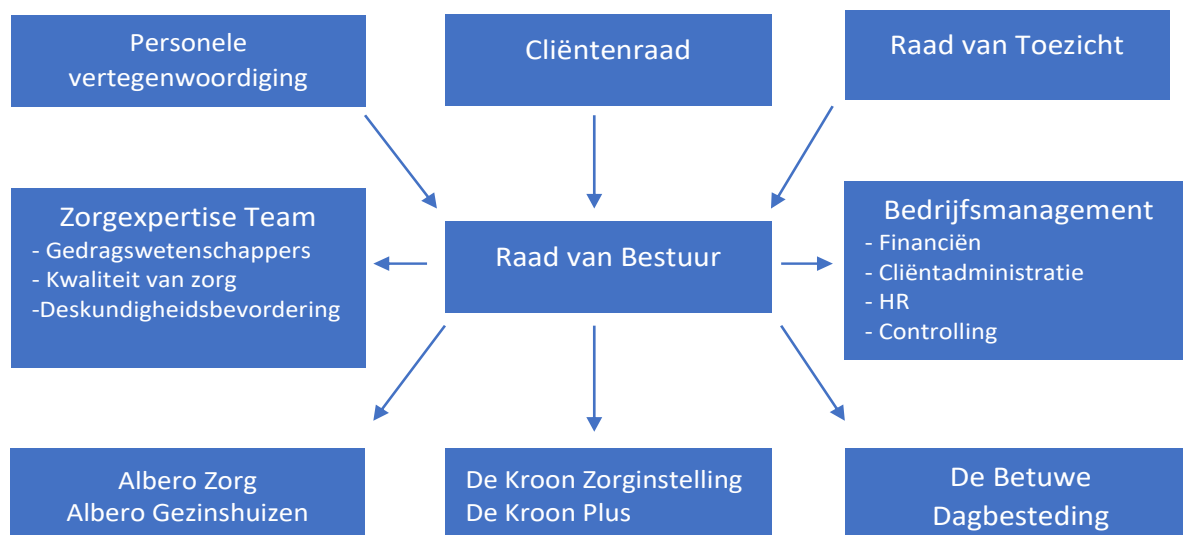 Personele
vertegenwoordiging
Cliëntenraad
Raad van Toezicht
Zorgexpertise Team
- Gedragswetenschappers
- Kwaliteit van zorg
-Deskundigheidsbevordering
Raad van Bestuur
Bedrijfsmanagement
- Financiën
- Cliëntadministratie
- HR
- Controlling
Albero Zorg
Albero Gezinshuizen
De Kroon Zorginstelling
De Kroon Plus
De Betuwe
Dagbesteding